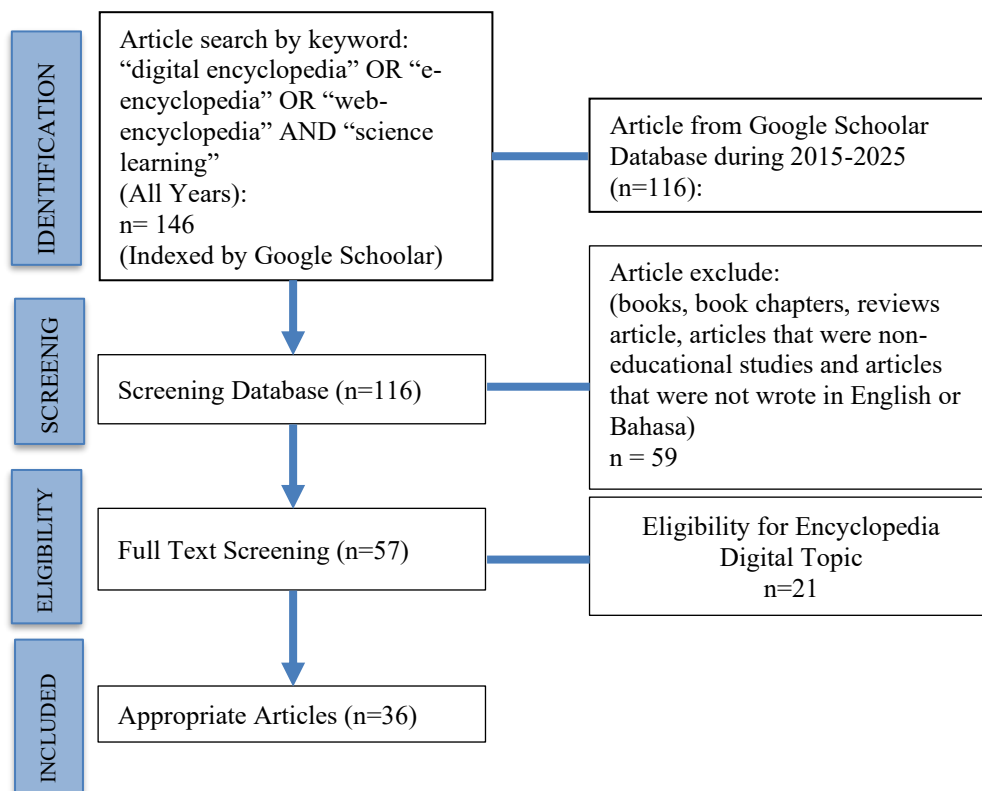 IDENTIFICATION
Article search by keyword:
“digital encyclopedia” OR “e-
encyclopedia” OR “web-
encyclopedia” AND “science
learning”
(All Years):
n= 146
(Indexed by Google Schoolar)
Article from Google Schoolar
Database during 2015-2025
(n=116):
SCREENIG
Screening Database (n=116)
Article exclude:
(books, book chapters, reviews
article, articles that were non-
educational studies and articles
that were not wrote in English or
Bahasa)
n = 59
ELIGIBILITY
Full Text Screening (n=57)
Eligibility for Encyclopedia
Digital Topic
n=21
INCLUDED
Appropriate Articles (n=36)